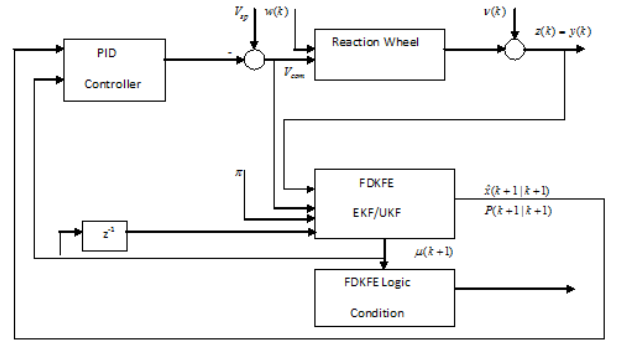 V_sp w(k) v(k)
z(k) = y(k)
PID
Controller
-
Reaction Wheel
V_com
π
FDKFE
EKF/UKF
x̂(k+1|k+1)
P(k+1|k+1)
z⁻¹
μ(k+1)
FDKFE Logic
Condition